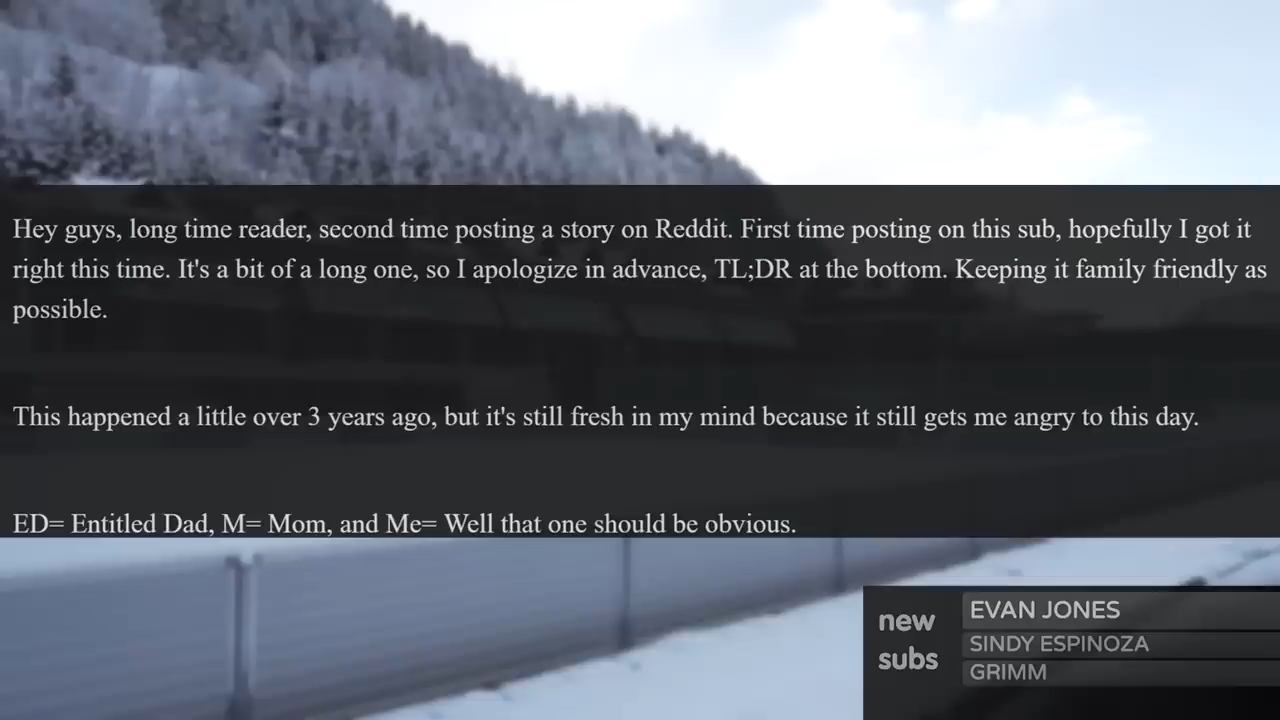 Hey guys, long time reader, second time posting a story on Reddit. First time posting on this sub, hopefully I got it
right this time. It's a bit of a long one, so I apologize in advance, TL;DR at the bottom. Keeping it family friendly as
possible.
This happened a little over 3 years ago, but it's still fresh in my mind because it still gets me angry to this day.
ED= Entitled Dad, M= Mom, and Me= Well that one should be obvious.
new
subs
EVAN JONES
SINDY ESPINOZA
GRIMM